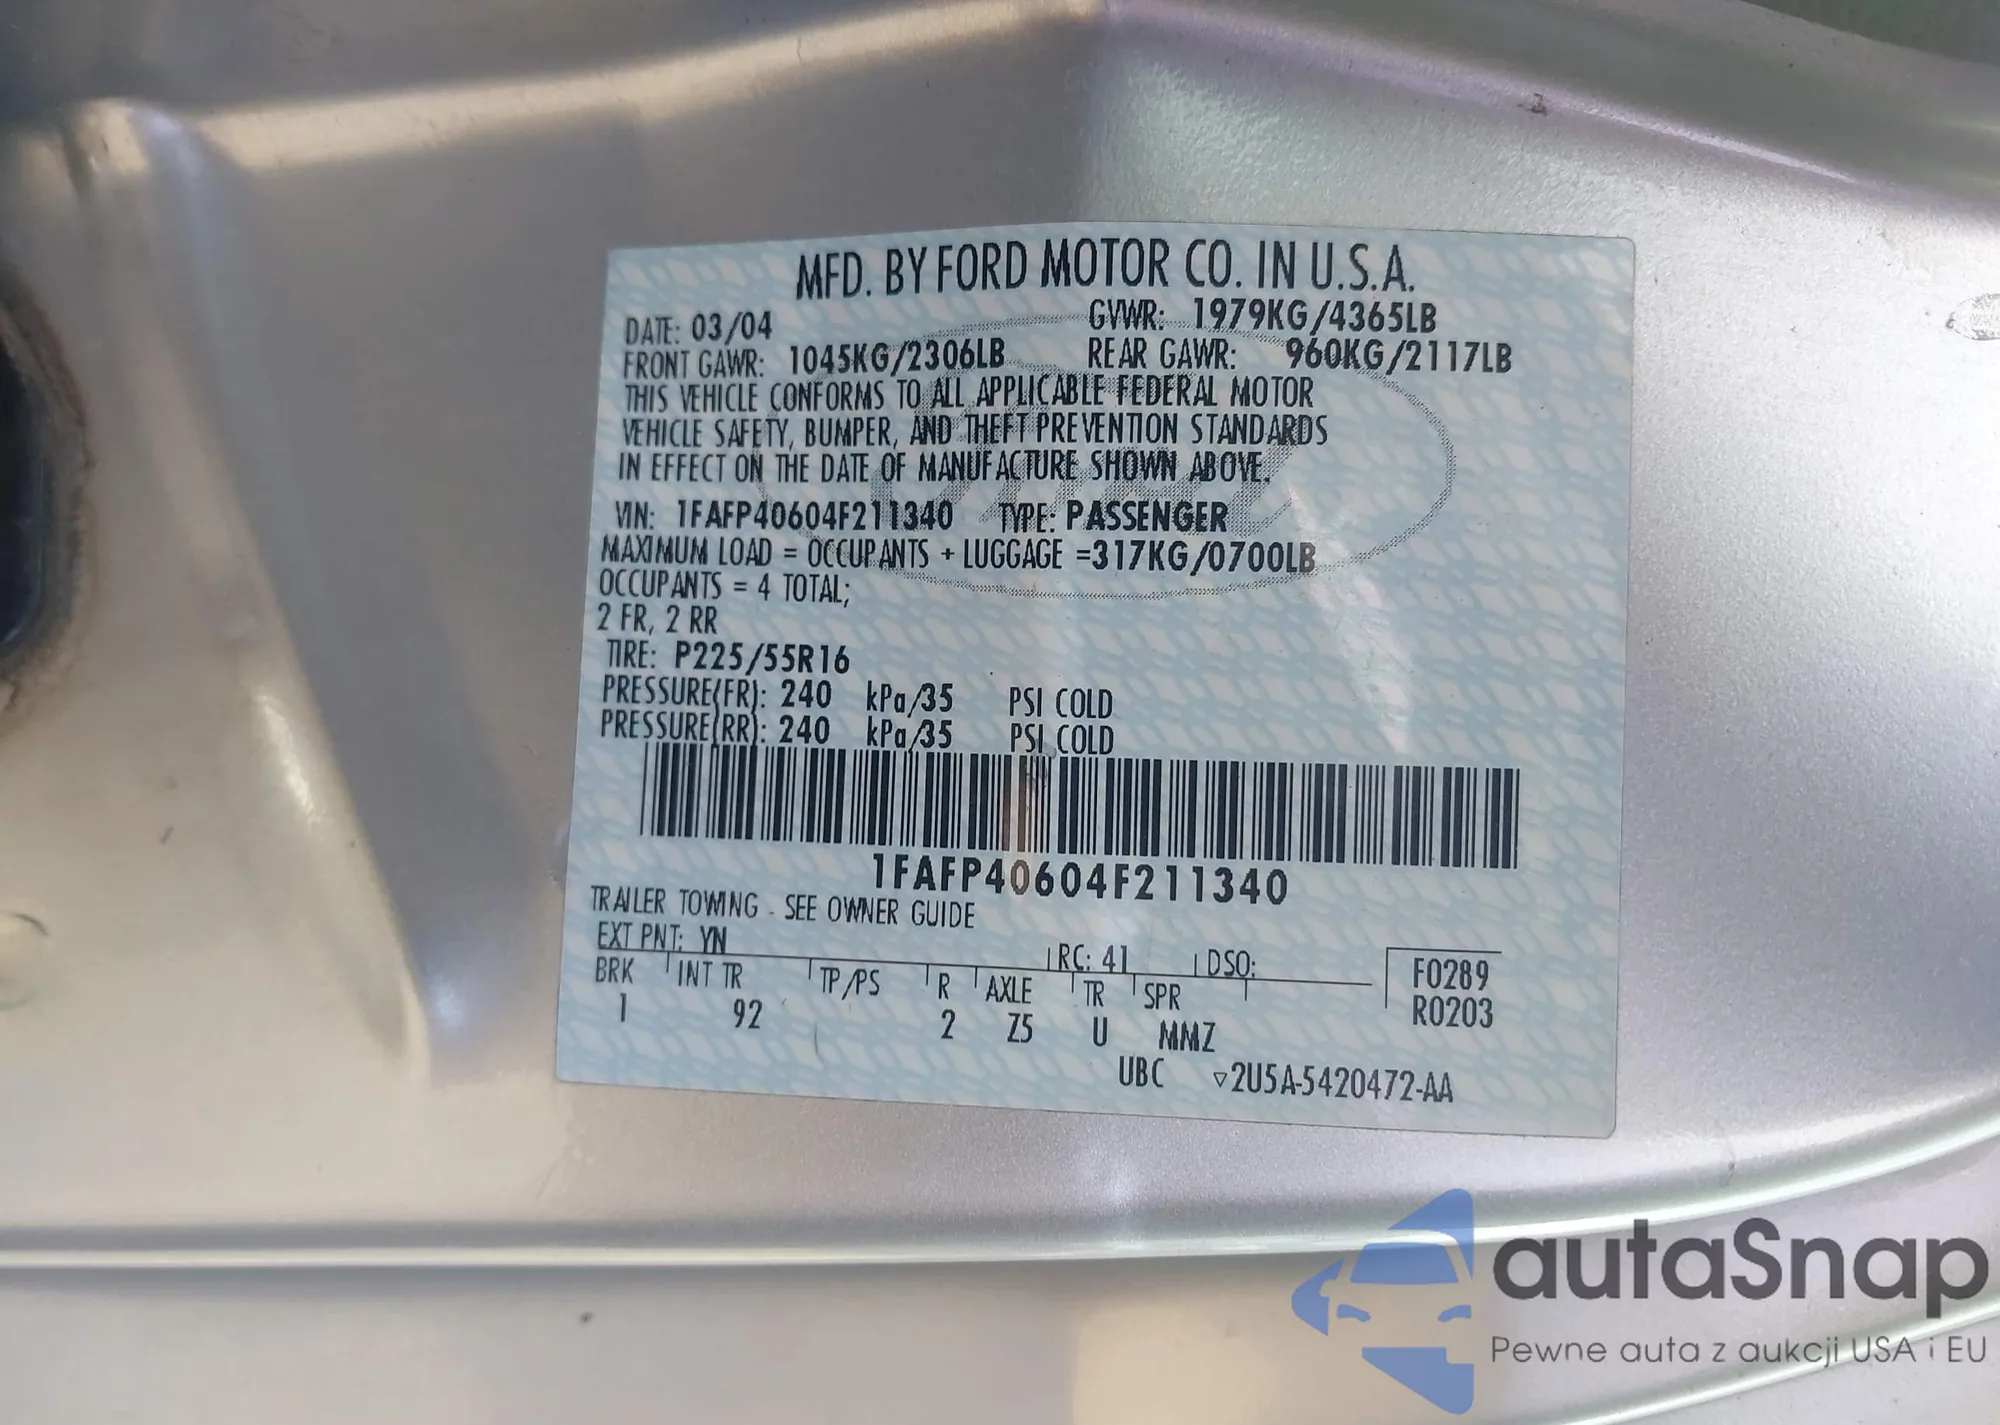 MFD. BY FORD MOTOR CO. IN U.S.A.
DATE: 03/04 GVWR: 1979KG/4365LB
FRONT GAWR: 1045KG/2306LB REAR GAWR: 960KG/2117LB
THIS VEHICLE CONFORMS TO ALL APPLICABLE FEDERAL MOTOR
VEHICLE SAFETY, BUMPER, AND THEFT PREVENTION STANDARDS
IN EFFECT ON THE DATE OF MANUFACTURE SHOWN ABOVE.
VIN: 1FAFP40604F211340 TYPE: PASSENGER
MAXIMUM LOAD = OCCUPANTS + LUGGAGE =317KG/0700LB
OCCUPANTS = 4 TOTAL;
2 FR, 2 RR
TIRE: P225/55R16
PRESSURE(FR): 240 kPa/35 PSI COLD
PRESSURE(RR): 240 kPa/35 PSI COLD
1FAFP40604F211340
TRAILER TOWING - SEE OWNER GUIDE
EXT PNT: YN RC: 41 DSO: F0289
BRK INT TR TP/PS R AXLE TR SPR R0203
1 92 2 Z5 U MMZ
UBC ▽2U5A-5420472-AA
autaSnap
Pewne auta z aukcji USA i EU